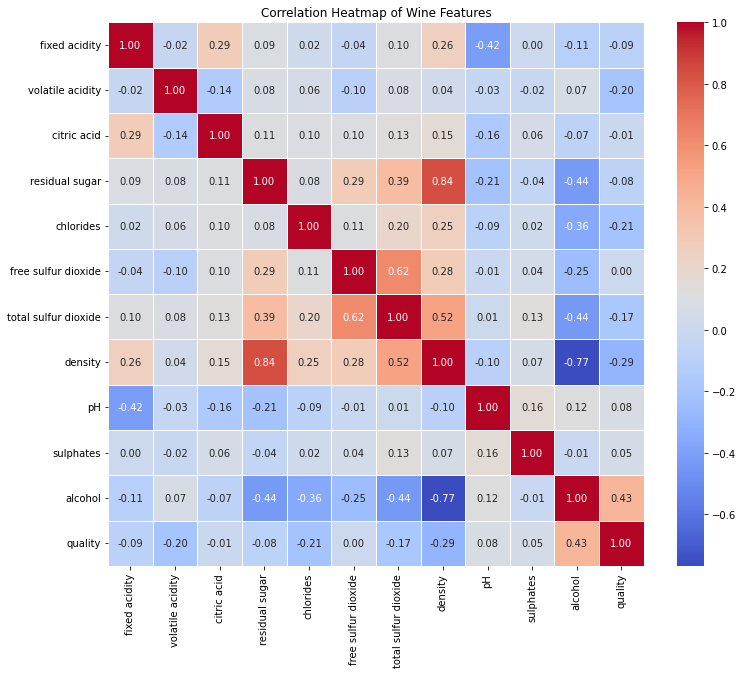 Correlation Heatmap of Wine Features
fixed acidity 1.00 -0.02 0.29 0.09 0.02 -0.04 0.10 0.26 -0.42 0.00 -0.11 -0.09
volatile acidity -0.02 1.00 -0.14 0.08 0.06 -0.10 0.08 0.04 -0.03 -0.02 0.07 -0.20
citric acid 0.29 -0.14 1.00 0.11 0.10 0.10 0.13 0.15 -0.16 0.06 -0.07 -0.01
residual sugar 0.09 0.08 0.11 1.00 0.08 0.29 0.39 0.84 -0.21 -0.04 -0.44 -0.08
chlorides 0.02 0.06 0.10 0.08 1.00 0.11 0.20 0.25 -0.09 0.02 -0.36 -0.21
free sulfur dioxide -0.04 -0.10 0.10 0.29 0.11 1.00 0.62 0.28 -0.01 0.04 -0.25 0.00
total sulfur dioxide 0.10 0.08 0.13 0.39 0.20 0.62 1.00 0.52 0.01 0.13 -0.44 -0.17
density 0.26 0.04 0.15 0.84 0.25 0.28 0.52 1.00 -0.10 0.07 -0.77 -0.29
pH -0.42 -0.03 -0.16 -0.21 -0.09 -0.01 0.01 -0.10 1.00 0.16 0.12 0.08
sulphates 0.00 -0.02 0.06 -0.04 0.02 0.04 0.13 0.07 0.16 1.00 -0.01 0.05
alcohol -0.11 0.07 -0.07 -0.44 -0.36 -0.25 -0.44 -0.77 0.12 -0.01 1.00 0.43
quality -0.09 -0.20 -0.01 -0.08 -0.21 0.00 -0.17 -0.29 0.08 0.05 0.43 1.00
fixed acidity
volatile acidity
citric acid
residual sugar
chlorides
free sulfur dioxide
total sulfur dioxide
density
pH
sulphates
alcohol
quality
1.0
0.8
0.6
0.4
0.2
0.0
−0.2
−0.4
−0.6